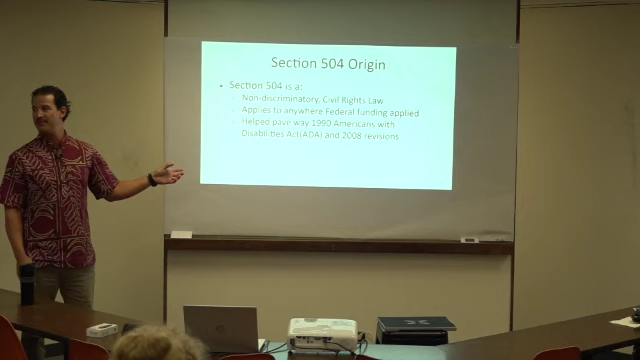 Section 504 Origin
• Section 504 is a:
Non-discriminatory, Civil Rights Law
Applies to anywhere Federal funding applied
Helped pave way 1990 Americans with
Disabilities Act(ADA) and 2008 revisions